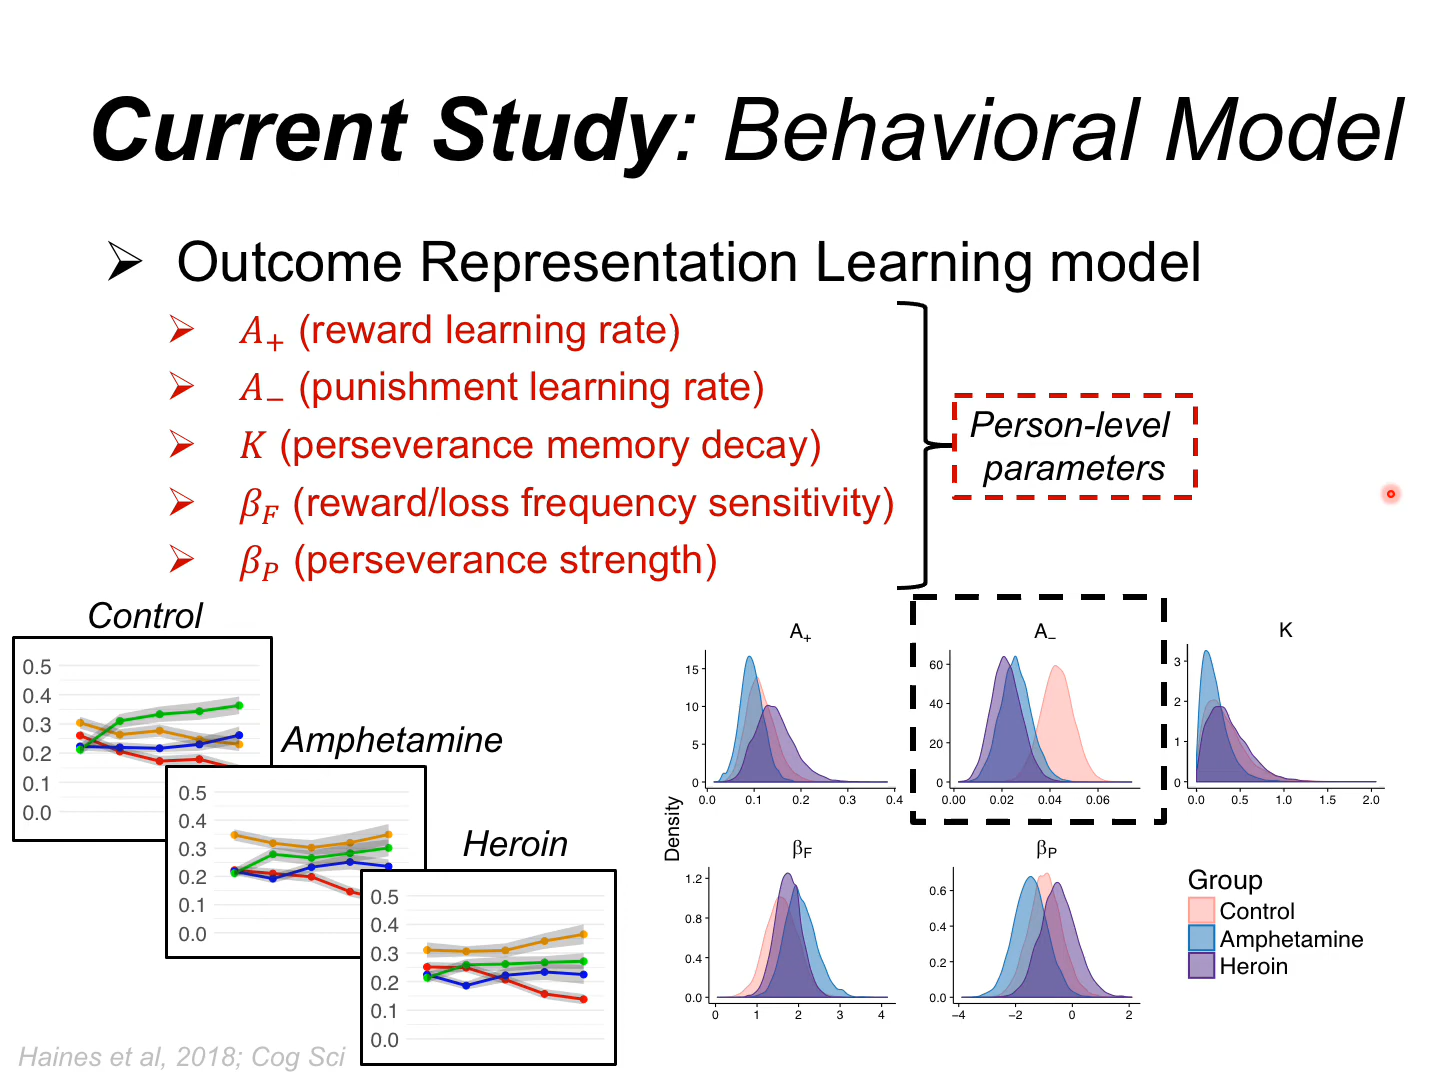 Current Study: Behavioral Model
➢ Outcome Representation Learning model
➢ A₊ (reward learning rate)
➢ A₋ (punishment learning rate)
➢ K (perseverance memory decay)
➢ β_F (reward/loss frequency sensitivity)
➢ β_P (perseverance strength)
Person-level
parameters
Control
0.5
0.4
0.3
0.2
0.1
0.0
Amphetamine
0.5
0.4
0.3
0.2
0.1
0.0
Heroin
0.5
0.4
0.3
0.2
0.1
0.0
Density
A₊
15
10
5
0
0.0 0.1 0.2 0.3 0.4
A₋
60
40
20
0
0.00 0.02 0.04 0.06
K
3
2
1
0
0.0 0.5 1.0 1.5 2.0
β_F
1.2
0.8
0.4
0.0
0 1 2 3 4
β_P
0.6
0.4
0.2
0.0
−4 −2 0 2
Group
Control
Amphetamine
Heroin
Haines et al, 2018; Cog Sci